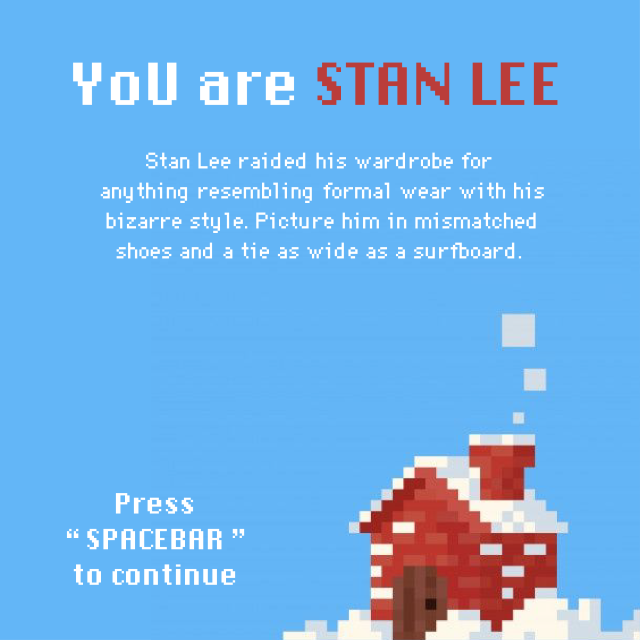 YoU are STAN LEE
Stan Lee raided his wardrobe for
anything resembling formal wear with his
bizarre style. Picture him in mismatched
shoes and a tie as wide as a surfboard.
Press
“SPACEBAR”
to continue